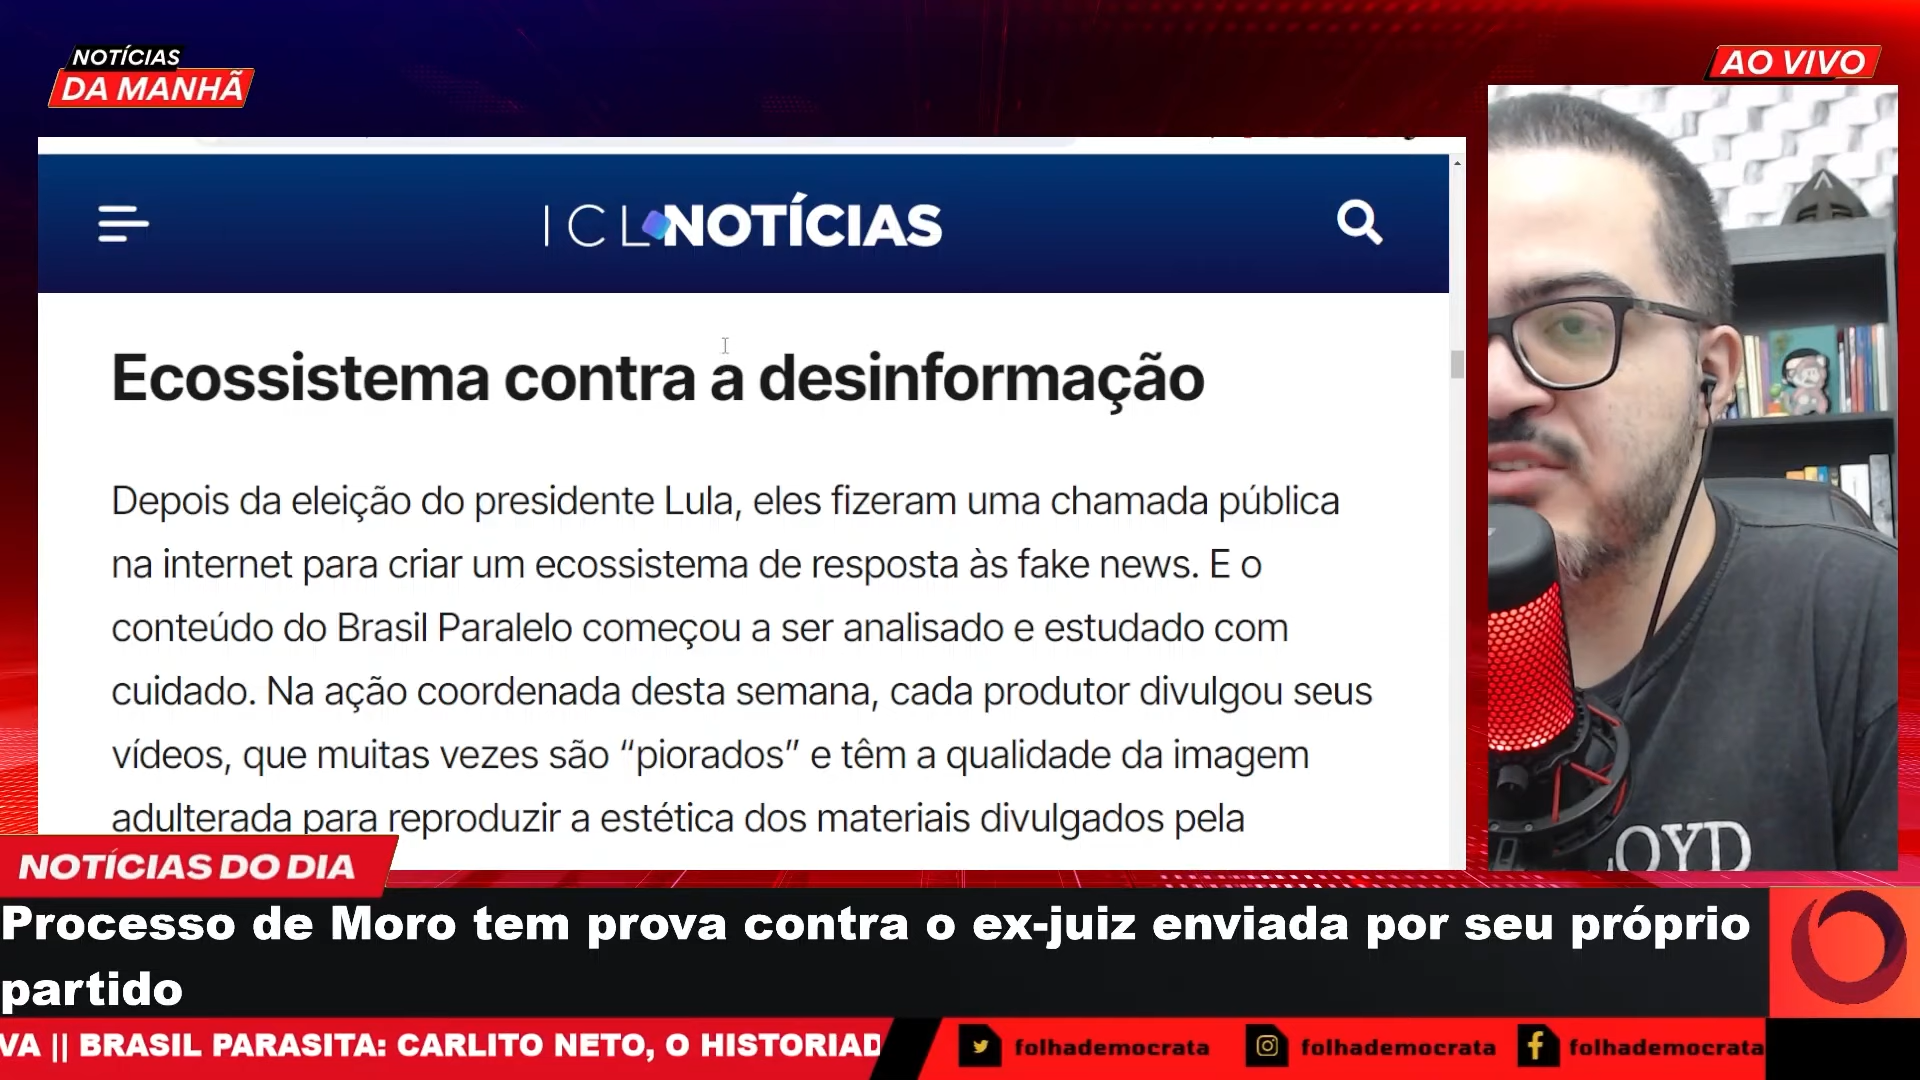 NOTÍCIAS
DA MANHÃ
AO VIVO
ICL NOTÍCIAS
Ecossistema contra a desinformação
Depois da eleição do presidente Lula, eles fizeram uma chamada pública
na internet para criar um ecossistema de resposta às fake news. E o
conteúdo do Brasil Paralelo começou a ser analisado e estudado com
cuidado. Na ação coordenada desta semana, cada produtor divulgou seus
vídeos, que muitas vezes são “piorados” e têm a qualidade da imagem
adulterada para reproduzir a estética dos materiais divulgados pela
OYD
NOTÍCIAS DO DIA
Processo de Moro tem prova contra o ex-juiz enviada por seu próprio
partido
VA || BRASIL PARASITA: CARLITO NETO, O HISTORIAD
folhademocrata
folhademocrata
folhademocrata